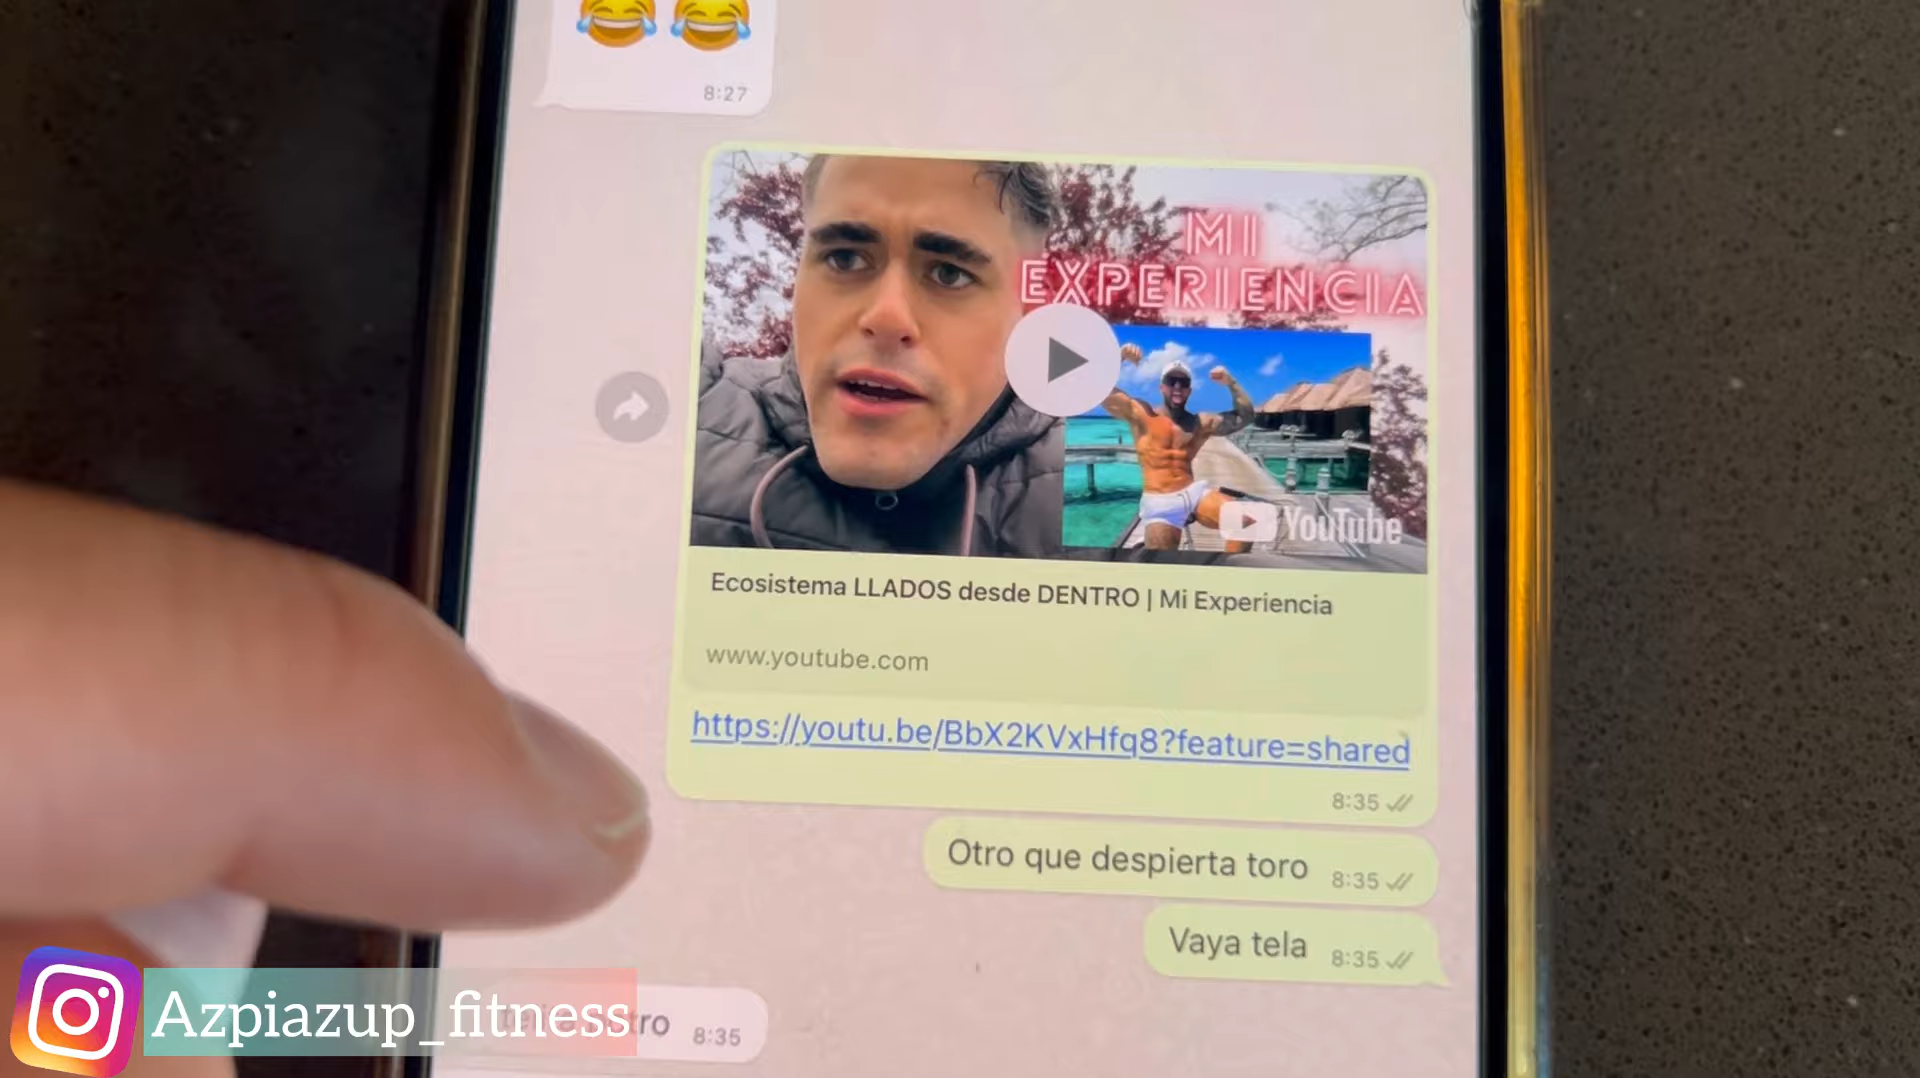 8:27
MI
EXPERIENCIA
YouTube
Ecosistema LLADOS desde DENTRO | Mi Experiencia
www.youtube.com
https://youtu.be/BbX2KVxHfq8?feature=shared
8:35
Otro que despierta toro 8:35
Vaya tela 8:35
8:35
Azpiazup_fitness